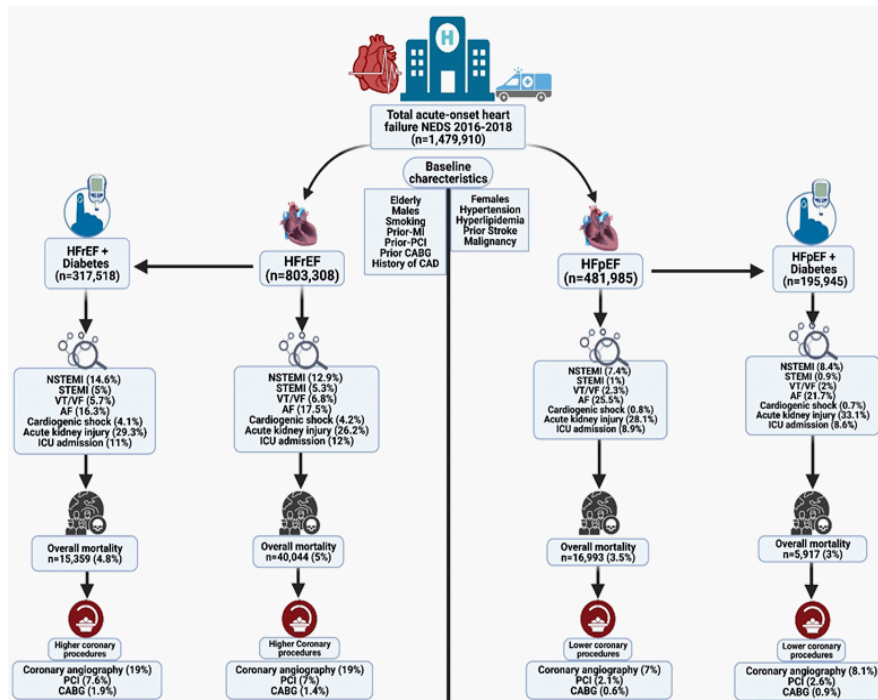 H
Total acute-onset heart
failure NEDS 2016-2018
(n=1,479,910)
Baseline
charecteristics
Elderly
Males
Smoking
Prior-MI
Prior-PCI
Prior CABG
History of CAD
Females
Hypertension
Hyperlipidemia
Prior Stroke
Malignancy
HFrEF +
Diabetes
(n=317,518)
HFrEF
(n=803,308)
HFpEF
(n=481,985)
HFpEF +
Diabetes
(n=195,945)
NSTEMI (14.6%)
STEMI (5%)
VT/VF (5.7%)
AF (16.3%)
Cardiogenic shock (4.1%)
Acute kidney injury (29.3%)
ICU admission (11%)
NSTEMI (12.9%)
STEMI (5.3%)
VT/VF (6.8%)
AF (17.5%)
Cardiogenic shock (4.2%)
Acute kidney injury (26.2%)
ICU admission (12%)
NSTEMI (7.4%)
STEMI (1%)
VT/VF (2.3%)
AF (25.5%)
Cardiogenic shock (0.8%)
Acute kidney injury (28.1%)
ICU admission (8.9%)
NSTEMI (8.4%)
STEMI (0.9%)
VT/VF (2%)
AF (21.7%)
Cardiogenic shock (0.7%)
Acute kidney injury (33.1%)
ICU admission (8.6%)
Overall mortality
n=15,359 (4.8%)
Overall mortality
n=40,044 (5%)
Overall mortality
n=16,993 (3.5%)
Overall mortality
n=5,917 (3%)
Higher coronary
procedures
Higher Coronary
procedures
Lower coronary
procedures
Lower coronary
procedures
Coronary angiography (19%)
PCI (7.6%)
CABG (1.9%)
Coronary angiography (19%)
PCI (7%)
CABG (1.4%)
Coronary angiography (7%)
PCI (2.1%)
CABG (0.6%)
Coronary angiography (8.1%)
PCI (2.6%)
CABG (0.9%)